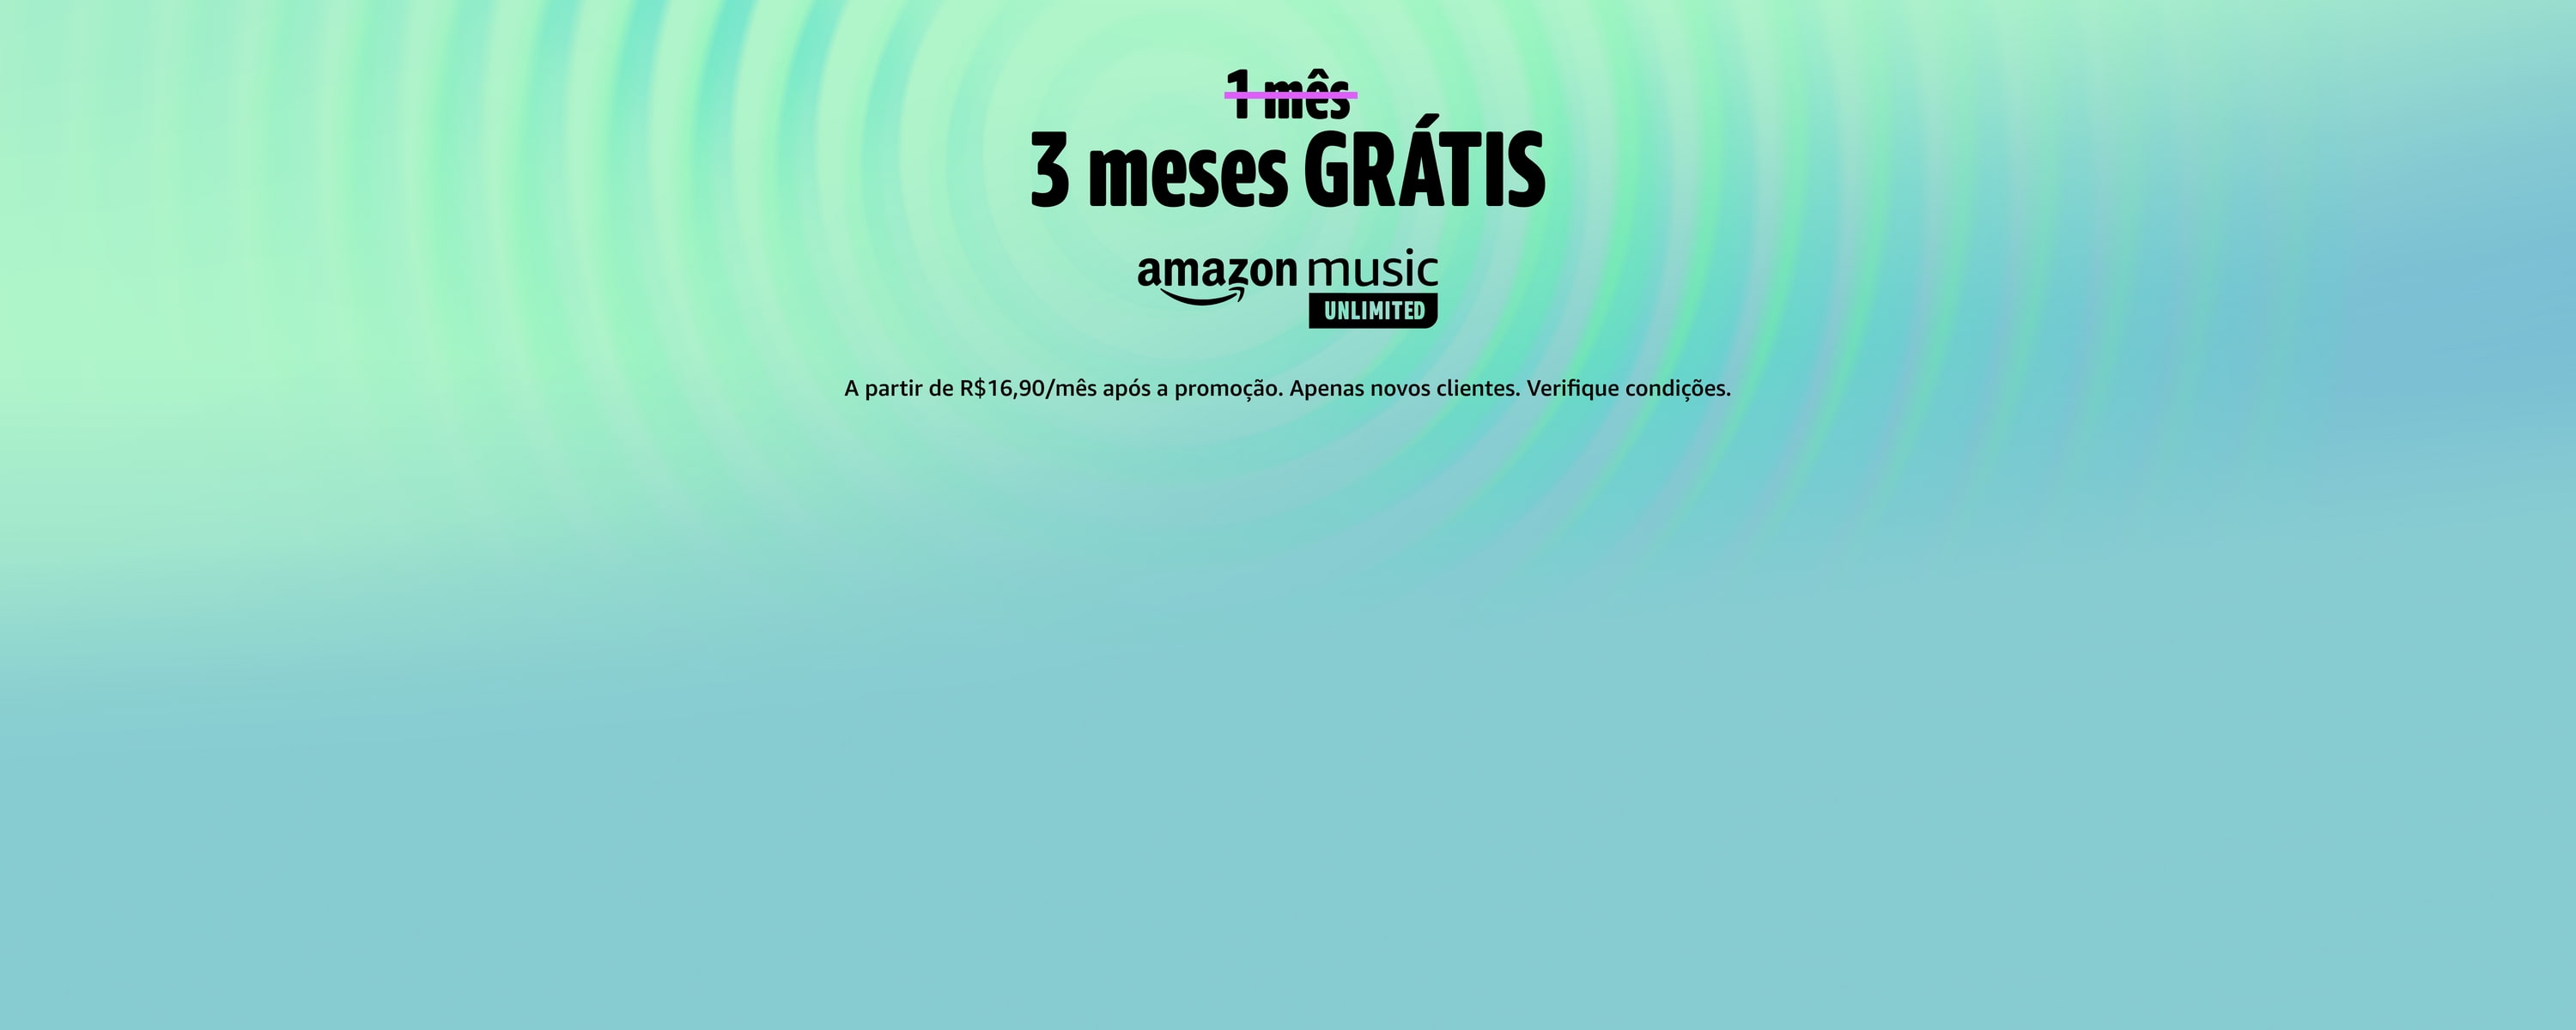 1 mês
3 meses GRÁTIS
amazon music
UNLIMITED
A partir de R$16,90/mês após a promoção. Apenas novos clientes. Verifique condições.